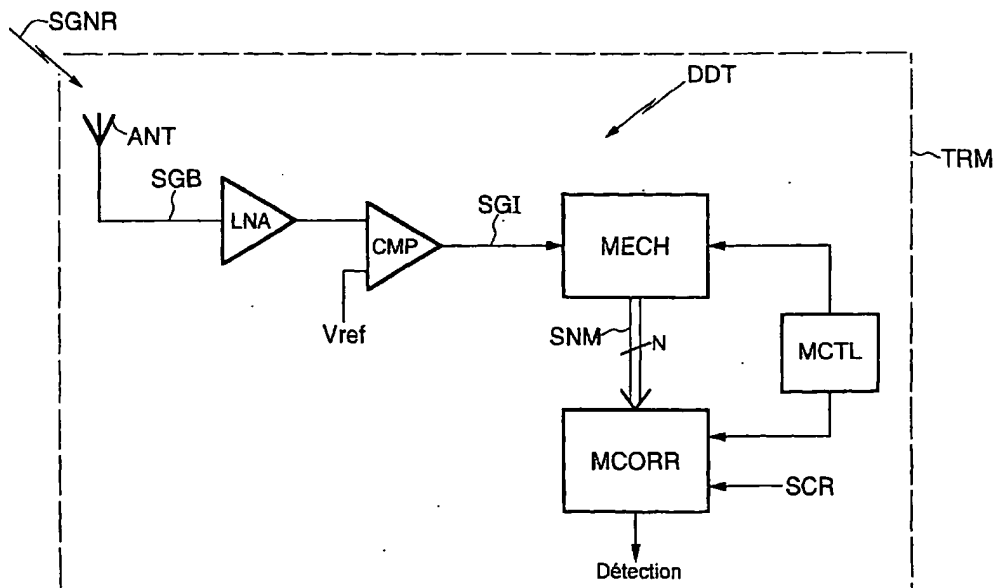 SGNR
DDT
ANT
TRM
SGB
LNA
CMP
SGI
MECH
Vref
SNM
N
MCTL
MCORR
SCR
Détection